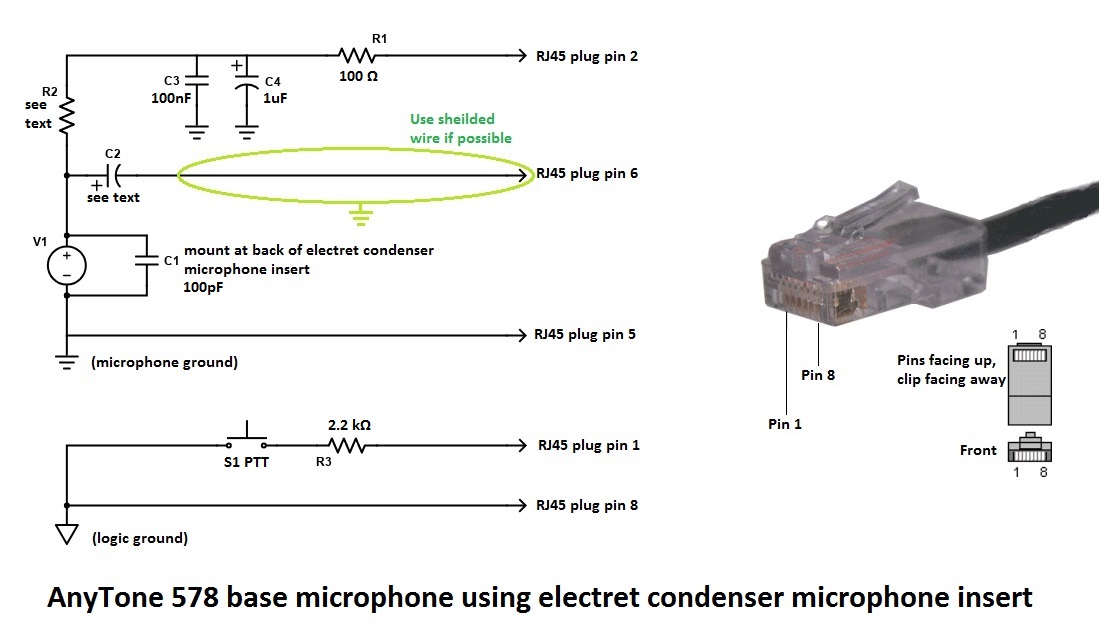 R1
RJ45 plug pin 2
100 Ω
R2
see
text
C3
100nF
+
C4
1uF
Use sheilded
wire if possible
C2
+
see text
RJ45 plug pin 6
V1
+
−
C1
mount at back of electret condenser
microphone insert
100pF
RJ45 plug pin 5
(microphone ground)
2.2 kΩ
S1 PTT
R3
RJ45 plug pin 1
RJ45 plug pin 8
(logic ground)
Pin 8
Pin 1
1 8
Pins facing up,
clip facing away
Front
1 8
AnyTone 578 base microphone using electret condenser microphone insert